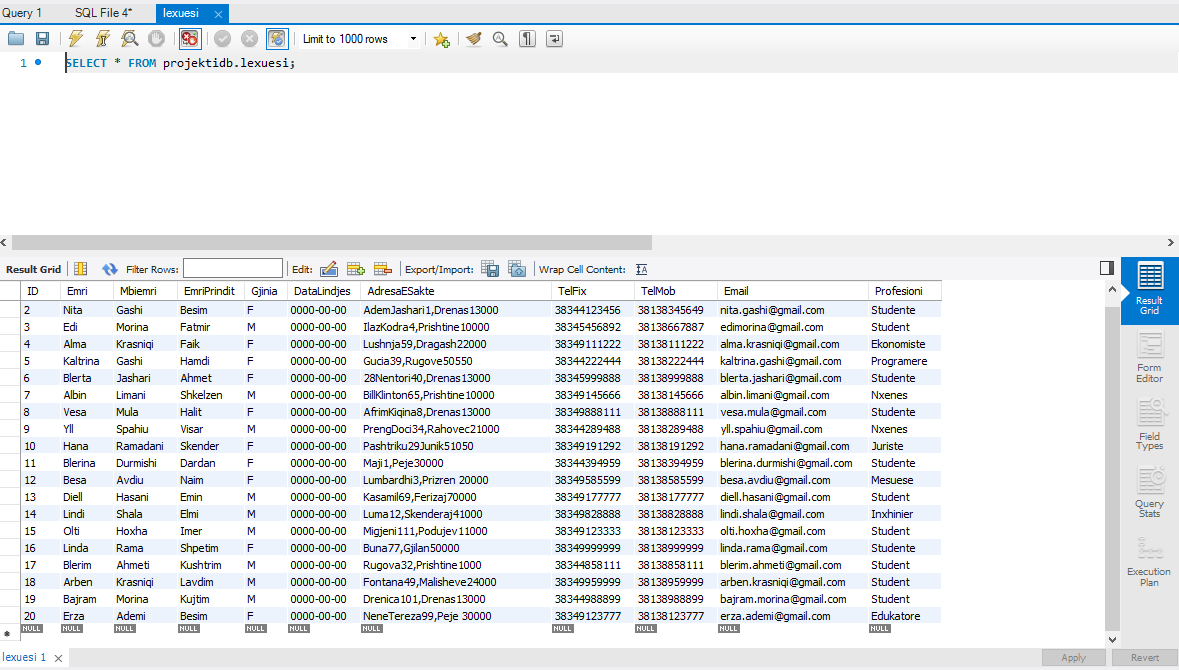 Query 1 SQL File 4* lexuesi
Limit to 1000 rows
1 SELECT * FROM projektidb.lexuesi;
Result Grid Filter Rows: Edit: Export/Import: Wrap Cell Content: IA
ID Emri Mbiemri EmriPrindit Gjinia DataLindjes AdresaESakte TelFix TelMob Email Profesioni
2 Nita Gashi Besim F 0000-00-00 AdemJashari1,Drenas13000 38344123456 38138345649 nita.gashi@gmail.com Studente
3 Edi Morina Fatmir M 0000-00-00 IlazKodra4,Prishtine10000 38345456892 38138667887 edimorina@gmail.com Student
4 Alma Krasniqi Faik F 0000-00-00 Lushnja59,Dragash22000 38349111222 38138111222 alma.krasniqi@gmail.com Ekonomiste
5 Kaltrina Gashi Hamdi F 0000-00-00 Gucia39,Rugove50550 38344222444 38138222444 kaltrina.gashi@gmail.com Programere
6 Blerta Jashari Ahmet F 0000-00-00 28Nentori40,Drenas13000 38345999888 38138999888 blerta.jashari@gmail.com Studente
7 Albin Limani Shkelzen M 0000-00-00 BillKlinton65,Prishtine10000 38349145666 38138145666 albin.limani@gmail.com Nxenes
8 Vesa Mula Halit F 0000-00-00 AfrimKiqina8,Drenas13000 38349888111 38138888111 vesa.mula@gmail.com Studente
9 Yll Spahiu Visar M 0000-00-00 PrengDoci34,Rahovec21000 38344289488 38138289488 yll.spahiu@gmail.com Nxenes
10 Hana Ramadani Skender F 0000-00-00 Pashtriku29Junik51050 38349191292 38138191292 hana.ramadani@gmail.com Juriste
11 Blerina Durmishi Dardan F 0000-00-00 Maji1,Peje30000 38344394959 38138394959 blerina.durmishi@gmail.com Studente
12 Besa Avdiu Naim F 0000-00-00 Lumbardhi3,Prizren 20000 38349585599 38138585599 besa.avdiu@gmail.com Mesuese
13 Diell Hasani Emin M 0000-00-00 Kasamil69,Ferizaj70000 38349177777 38138177777 diell.hasani@gmail.com Student
14 Lindi Shala Elmi M 0000-00-00 Luma12,Skenderaj41000 38349828888 38138828888 lindi.shala@gmail.com Inxhinier
15 Olti Hoxha Imer M 0000-00-00 Migjeni111,Podujev11000 38349123333 38138123333 olti.hoxha@gmail.com Student
16 Linda Rama Shpetim F 0000-00-00 Buna77,Gjilan50000 38349999999 38138999999 linda.rama@gmail.com Studente
17 Blerim Ahmeti Kushtrim M 0000-00-00 Rugova32,Prishtine1000 38344858111 38138858111 blerim.ahmeti@gmail.com Student
18 Arben Krasniqi Lavdim M 0000-00-00 Fontana49,Malisheve24000 38349959999 38138959999 arben.krasniqi@gmail.com Student
19 Bajram Morina Kujtim M 0000-00-00 Drenica101,Drenas13000 38344988899 38138988899 bajram.morina@gmail.com Student
20 Erza Ademi Besim F 0000-00-00 NeneTereza99,Peje 30000 38349123777 38138123777 erza.ademi@gmail.com Edukatore
NULL NULL NULL NULL NULL NULL NULL NULL NULL NULL NULL
Result
Grid
Form
Editor
Field
Types
Query
Stats
Execution
Plan
lexuesi 1 Apply Revert